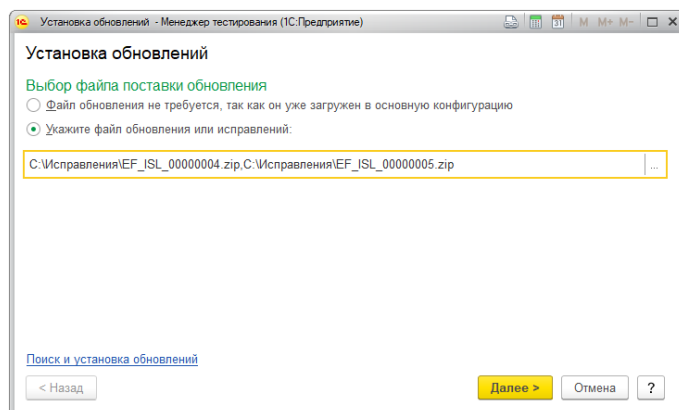 Установка обновлений - Менеджер тестирования (1С:Предприятие)
31 M M+ M-
Установка обновлений
Выбор файла поставки обновления
Файл обновления не требуется, так как он уже загружен в основную конфигурацию
Укажите файл обновления или исправлений:
C:\Исправления\EF_ISL_00000004.zip,C:\Исправления\EF_ISL_00000005.zip
...
Поиск и установка обновлений
< Назад
Далее >
Отмена
?